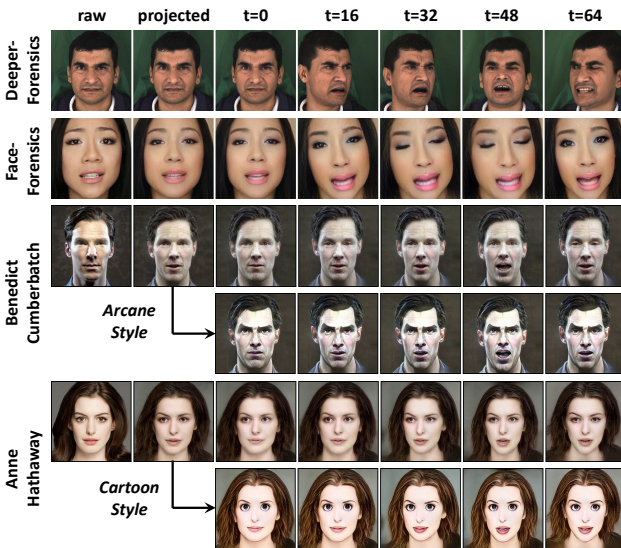 raw projected t=0 t=16 t=32 t=48 t=64
Deeper-
Forensics
Face-
Forensics
Benedict
Cumberbatch
Arcane
Style
Anne
Hathaway
Cartoon
Style